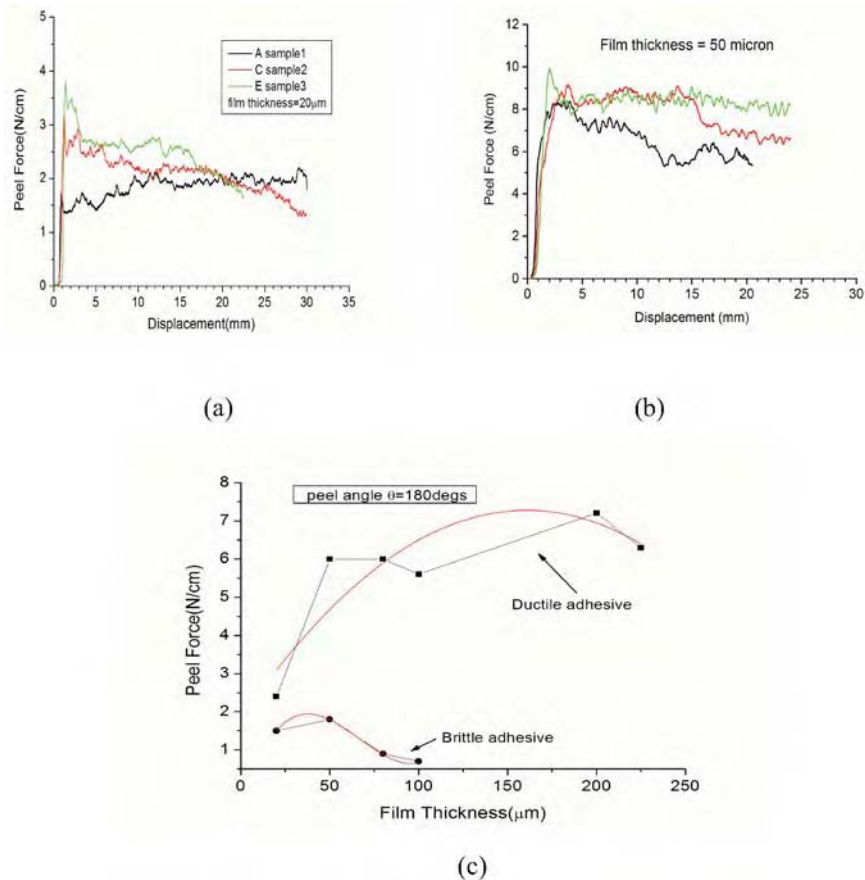 5
4
3
2
1
0
Peel Force(N/cm)
A sample1
C sample2
E sample3
film thickness=20μm
0 5 10 15 20 25 30 35
Displacement(mm)
(a)
12
10
8
6
4
2
0
Peel Force (N/cm)
Film thickness = 50 micron
0 5 10 15 20 25 30
Displacement (mm)
(b)
8
7
6
5
4
3
2
1
Peel Force(N/cm)
peel angle θ=180degs
Ductile adhesive
Brittle adhesive
0 50 100 150 200 250
Film Thickness(μm)
(c)